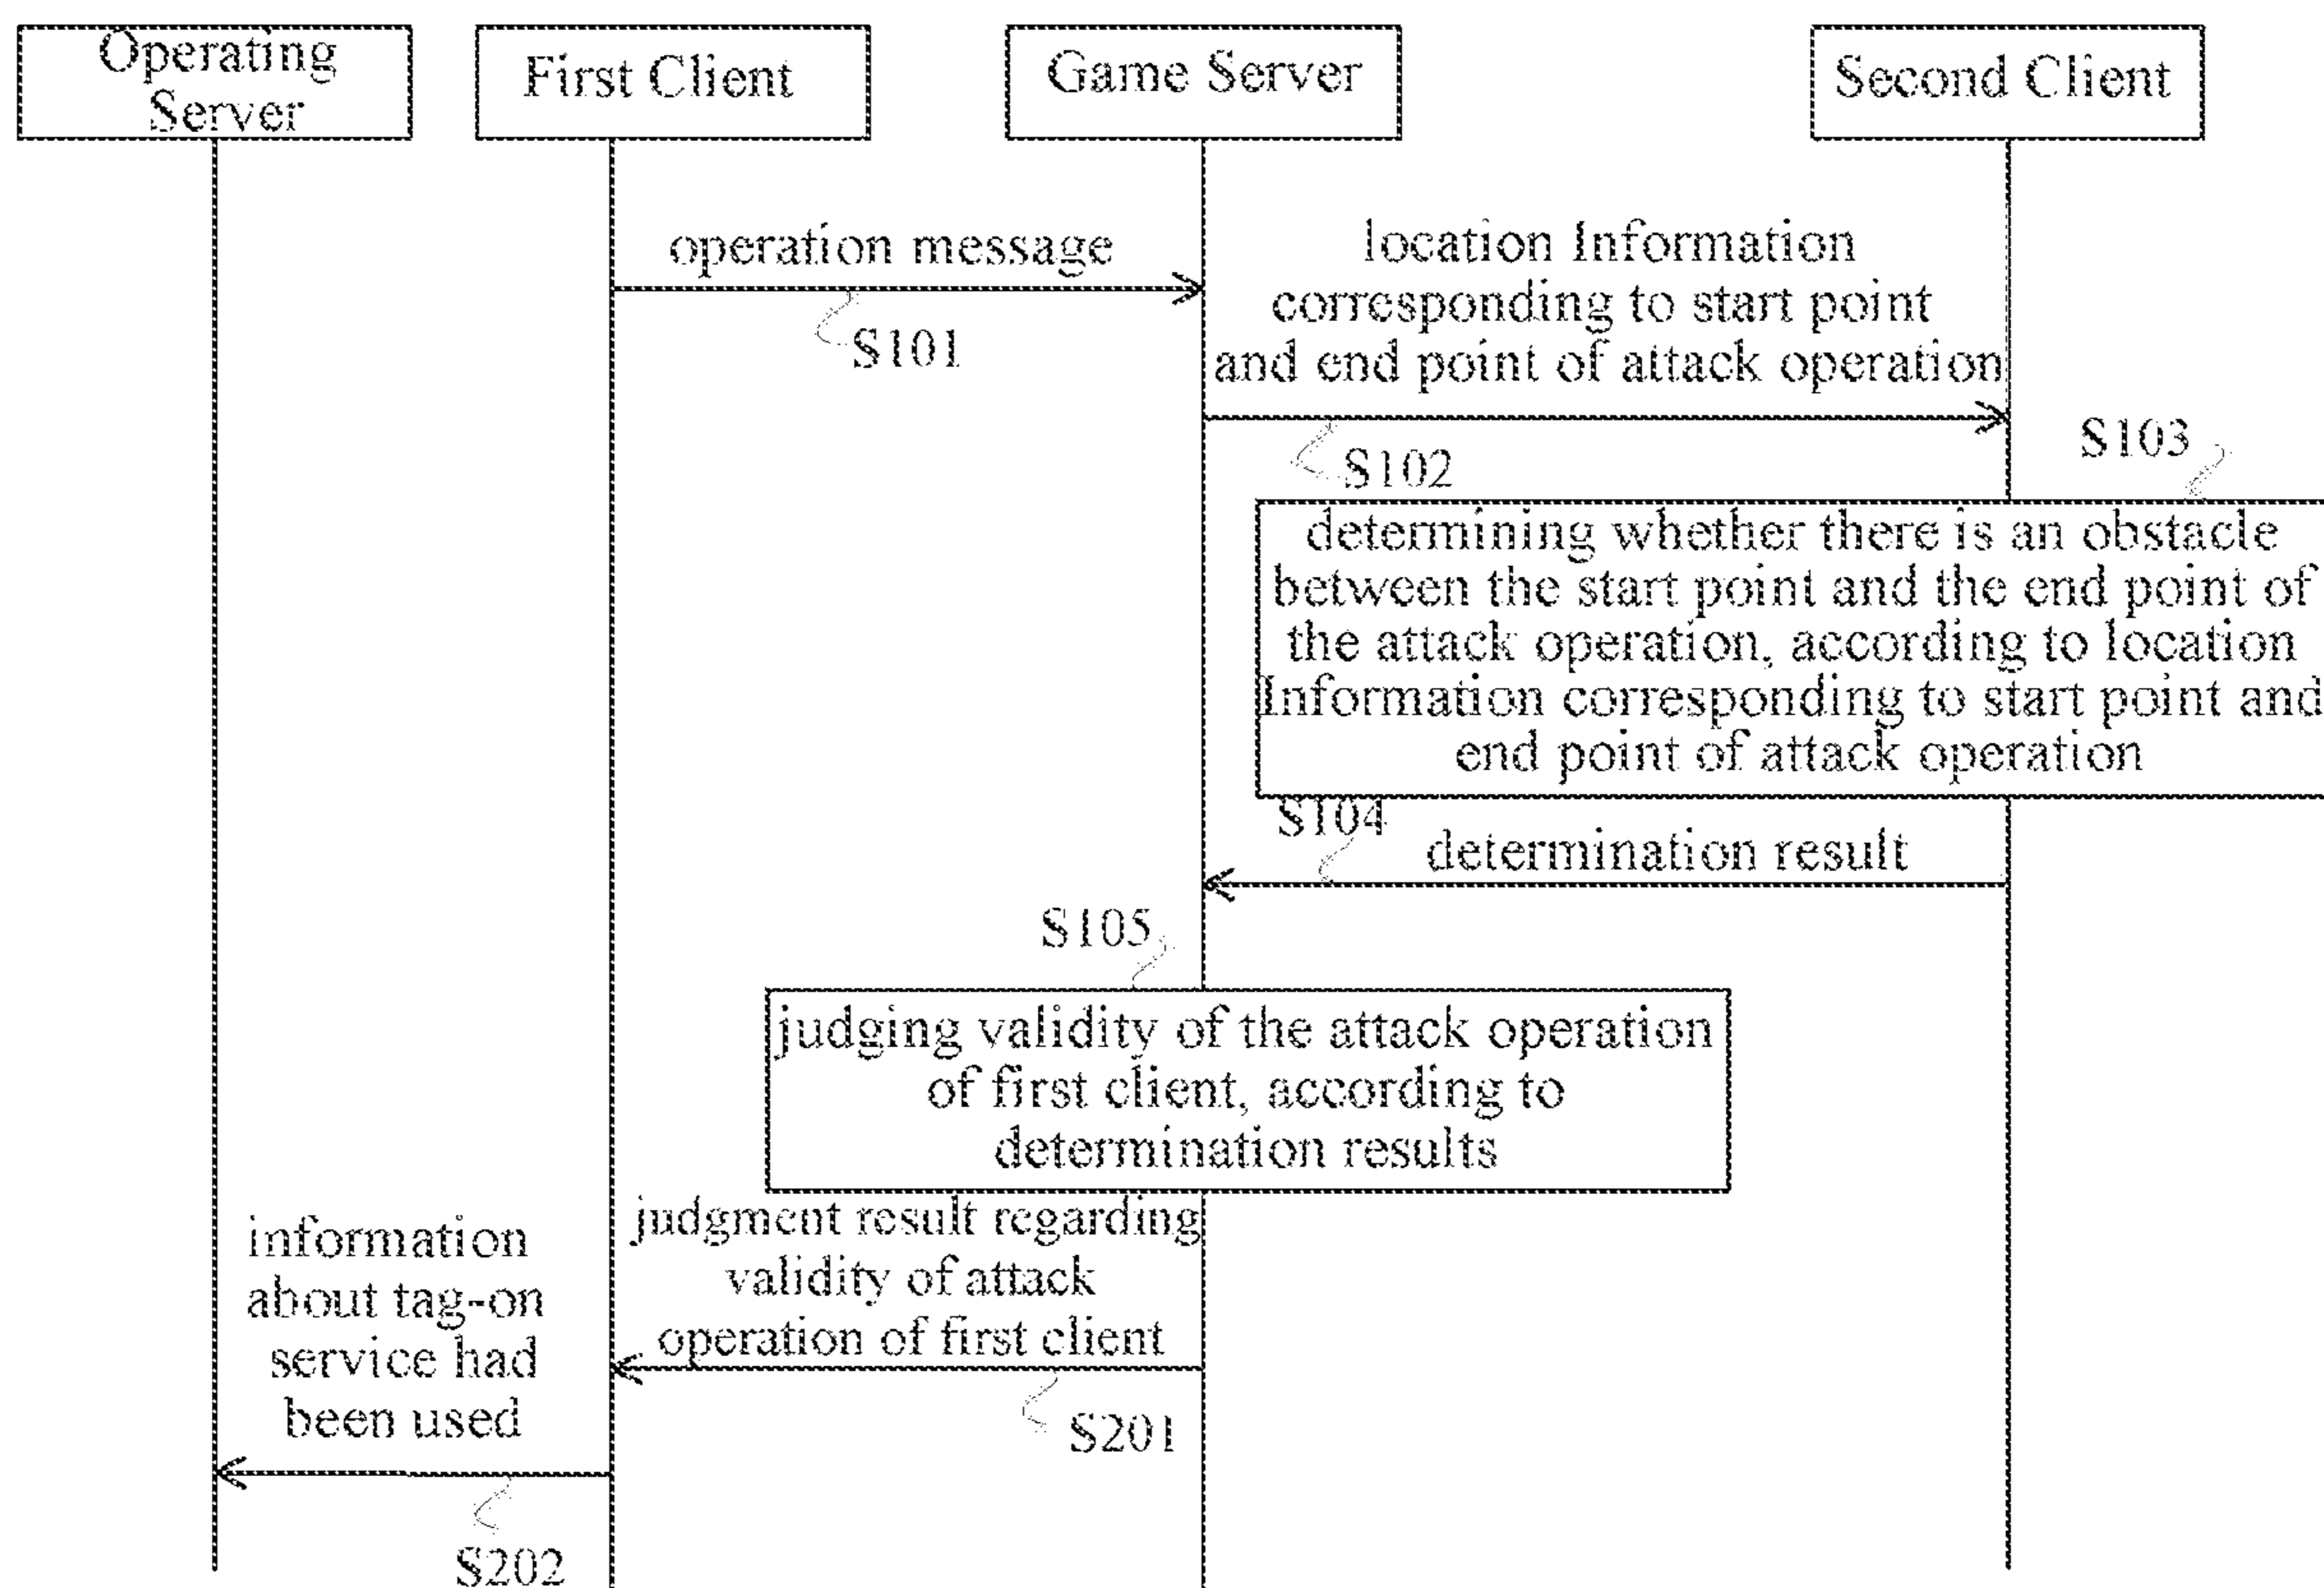 Operating
Server
First Client
Game Server
Second Client
operation message
S101
location Information
corresponding to start point
and end point of attack operation
S102
S103
determining whether there is an obstacle
between the start point and the end point of
the attack operation, according to location
Information corresponding to start point and
end point of attack operation
S104
determination result
S105
judging validity of the attack operation
of first client, according to
determination results
judgment result regarding
validity of attack
operation of first client
S201
information
about tag-on
service had
been used
S202